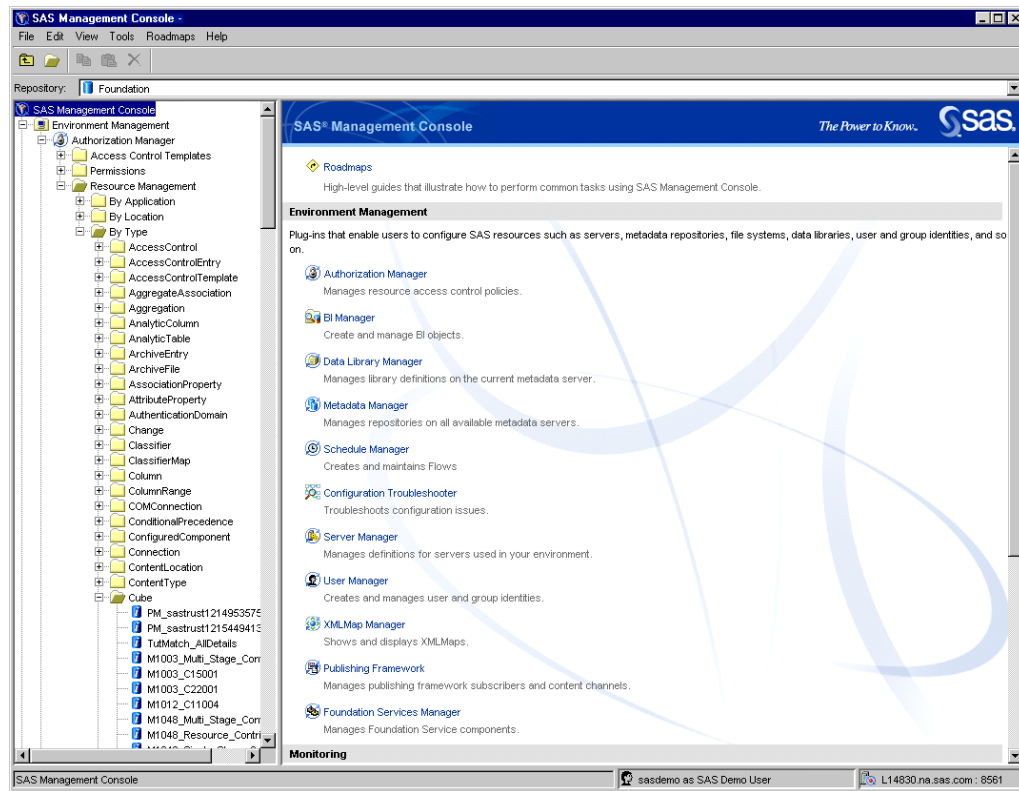 SAS Management Console -
File Edit View Tools Roadmaps Help
Repository: Foundation
SAS Management Console
Environment Management
Authorization Manager
Access Control Templates
Permissions
Resource Management
By Application
By Location
By Type
AccessControl
AccessControlEntry
AccessControlTemplate
AggregateAssociation
Aggregation
AnalyticColumn
AnalyticTable
ArchiveEntry
ArchiveFile
AssociationProperty
AttributeProperty
AuthenticationDomain
Change
Classifier
ClassifierMap
Column
ColumnRange
COMConnection
ConditionalPrecedence
ConfiguredComponent
Connection
ContentLocation
ContentType
Cube
PM_sastrust1214953575
PM_sastrust1215449413
TutMatch_AllDetails
M1003_Multi_Stage_Con
M1003_C15001
M1003_C22001
M1012_C11004
M1048_Multi_Stage_Con
M1048_Resource_Contri
SAS® Management Console
The Power to Know.
sas.
Roadmaps
High-level guides that illustrate how to perform common tasks using SAS Management Console.
Environment Management
Plug-ins that enable users to configure SAS resources such as servers, metadata repositories, file systems, data libraries, user and group identities, and so
on.
Authorization Manager
Manages resource access control policies.
BI Manager
Create and manage BI objects.
Data Library Manager
Manages library definitions on the current metadata server.
Metadata Manager
Manages repositories on all available metadata servers.
Schedule Manager
Creates and maintains Flows
Configuration Troubleshooter
Troubleshoots configuration issues.
Server Manager
Manages definitions for servers used in your environment.
User Manager
Creates and manages user and group identities.
XMLMap Manager
Shows and displays XMLMaps.
Publishing Framework
Manages publishing framework subscribers and content channels.
Foundation Services Manager
Manages Foundation Service components.
Monitoring
SAS Management Console
sasdemo as SAS Demo User
L14830.na.sas.com : 8561